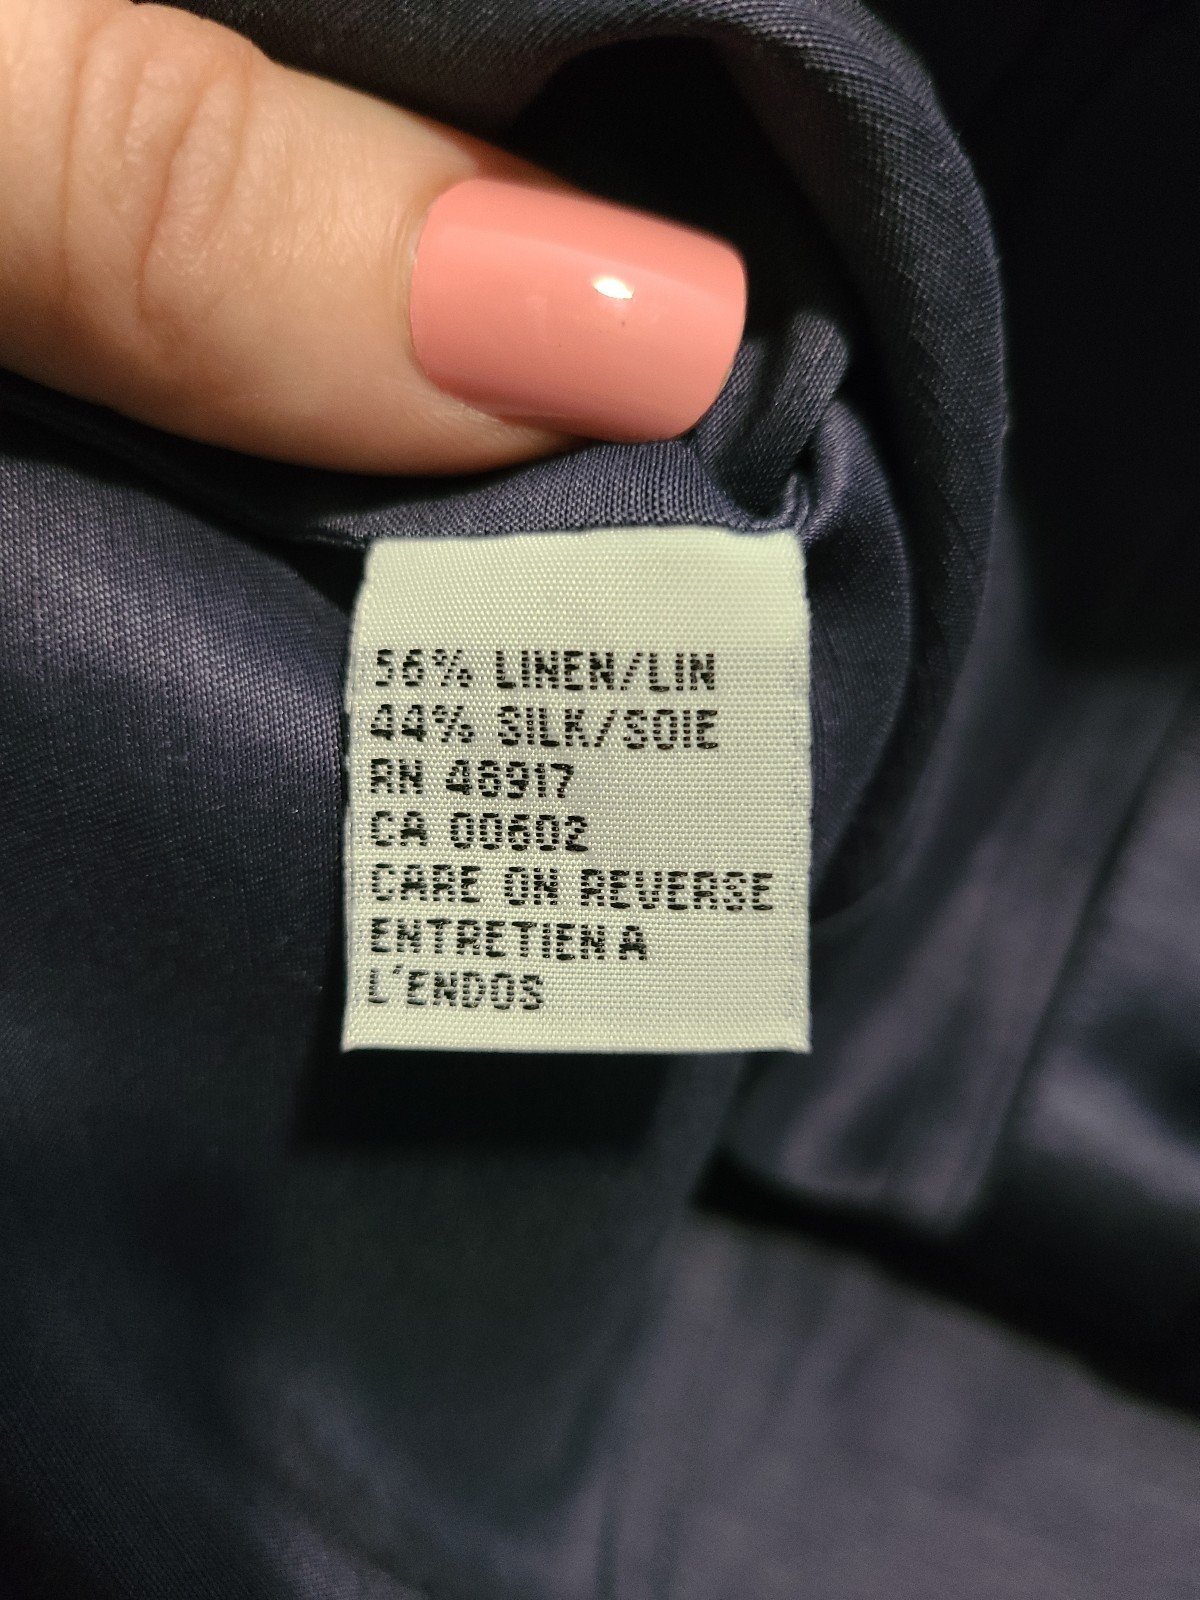 56% LINEN/LIN
44% SILK/SOIE
RN 46917
CA 00602
CARE ON REVERSE
ENTRETIEN A
L'ENDOS